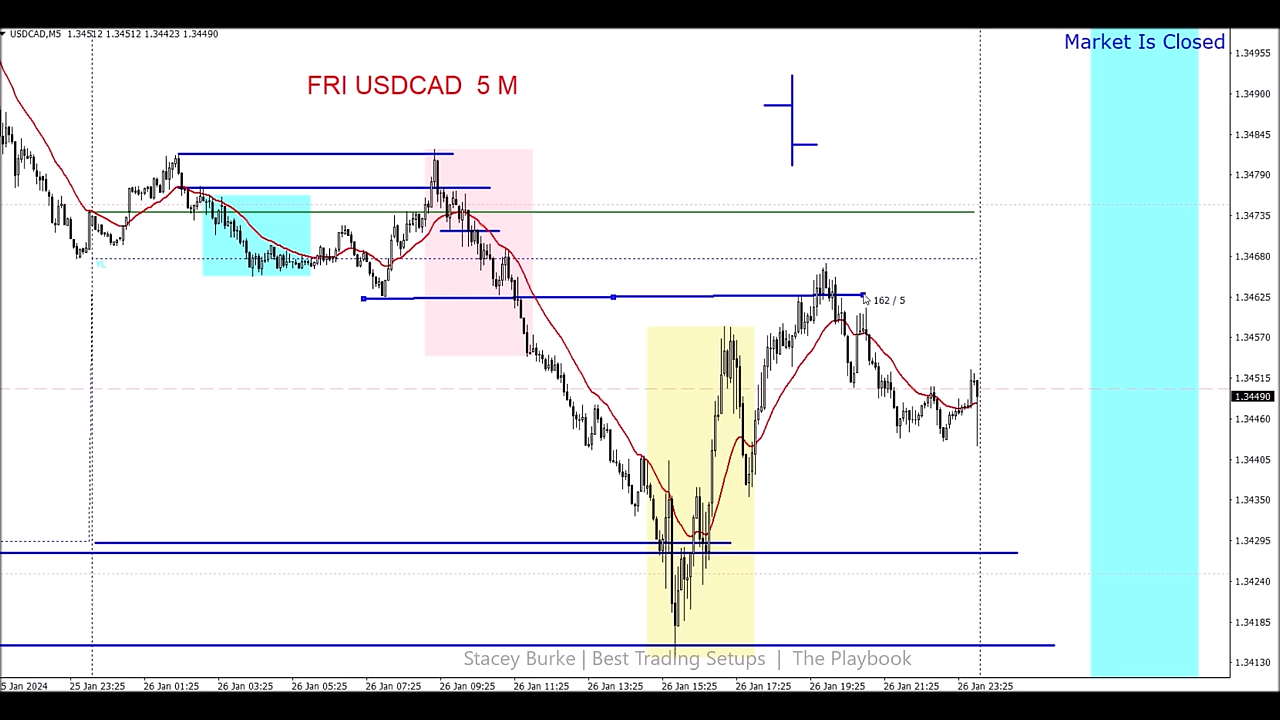 USDCAD,M5 1.34512 1.34512 1.34423 1.34490
Market Is Closed
FRI USDCAD 5 M
YL
162 / 5
1.34955
1.34900
1.34845
1.34790
1.34735
1.34680
1.34625
1.34570
1.34515
1.34490
1.34460
1.34405
1.34350
1.34295
1.34240
1.34185
1.34130
Stacey Burke | Best Trading Setups | The Playbook
5 Jan 2024 25 Jan 23:25 26 Jan 01:25 26 Jan 03:25 26 Jan 05:25 26 Jan 07:25 26 Jan 09:25 26 Jan 11:25 26 Jan 13:25 26 Jan 15:25 26 Jan 17:25 26 Jan 19:25 26 Jan 21:25 26 Jan 23:25